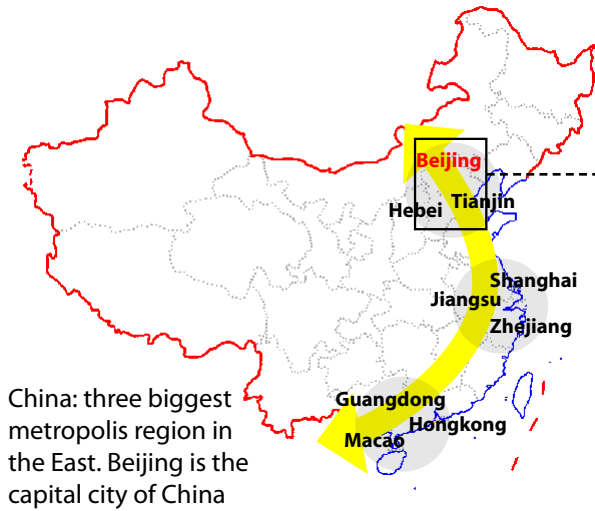 Beijing
Tianjin
Hebei
Shanghai
Jiangsu
Zhejiang
Guangdong
Hongkong
Macao
China: three biggest
metropolis region in
the East. Beijing is the
capital city of China